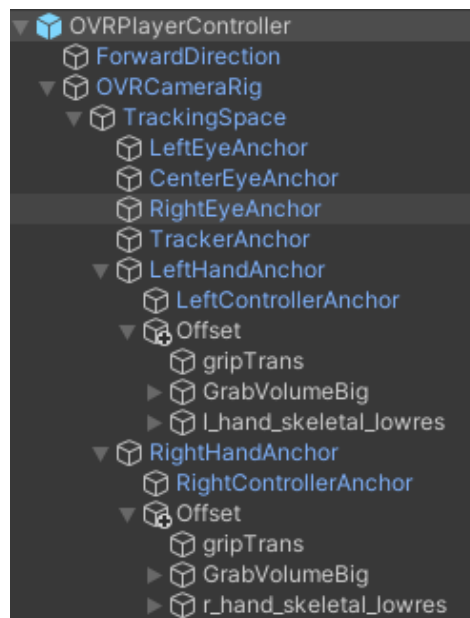 OVRPlayerController
ForwardDirection
OVRCameraRig
TrackingSpace
LeftEyeAnchor
CenterEyeAnchor
RightEyeAnchor
TrackerAnchor
LeftHandAnchor
LeftControllerAnchor
Offset
gripTrans
GrabVolumeBig
l_hand_skeletal_lowres
RightHandAnchor
RightControllerAnchor
Offset
gripTrans
GrabVolumeBig
r_hand_skeletal_lowres